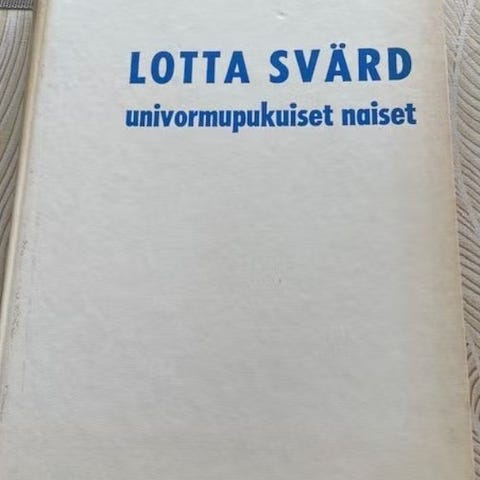 LOTTA SVÄRD
univormupukuiset naiset